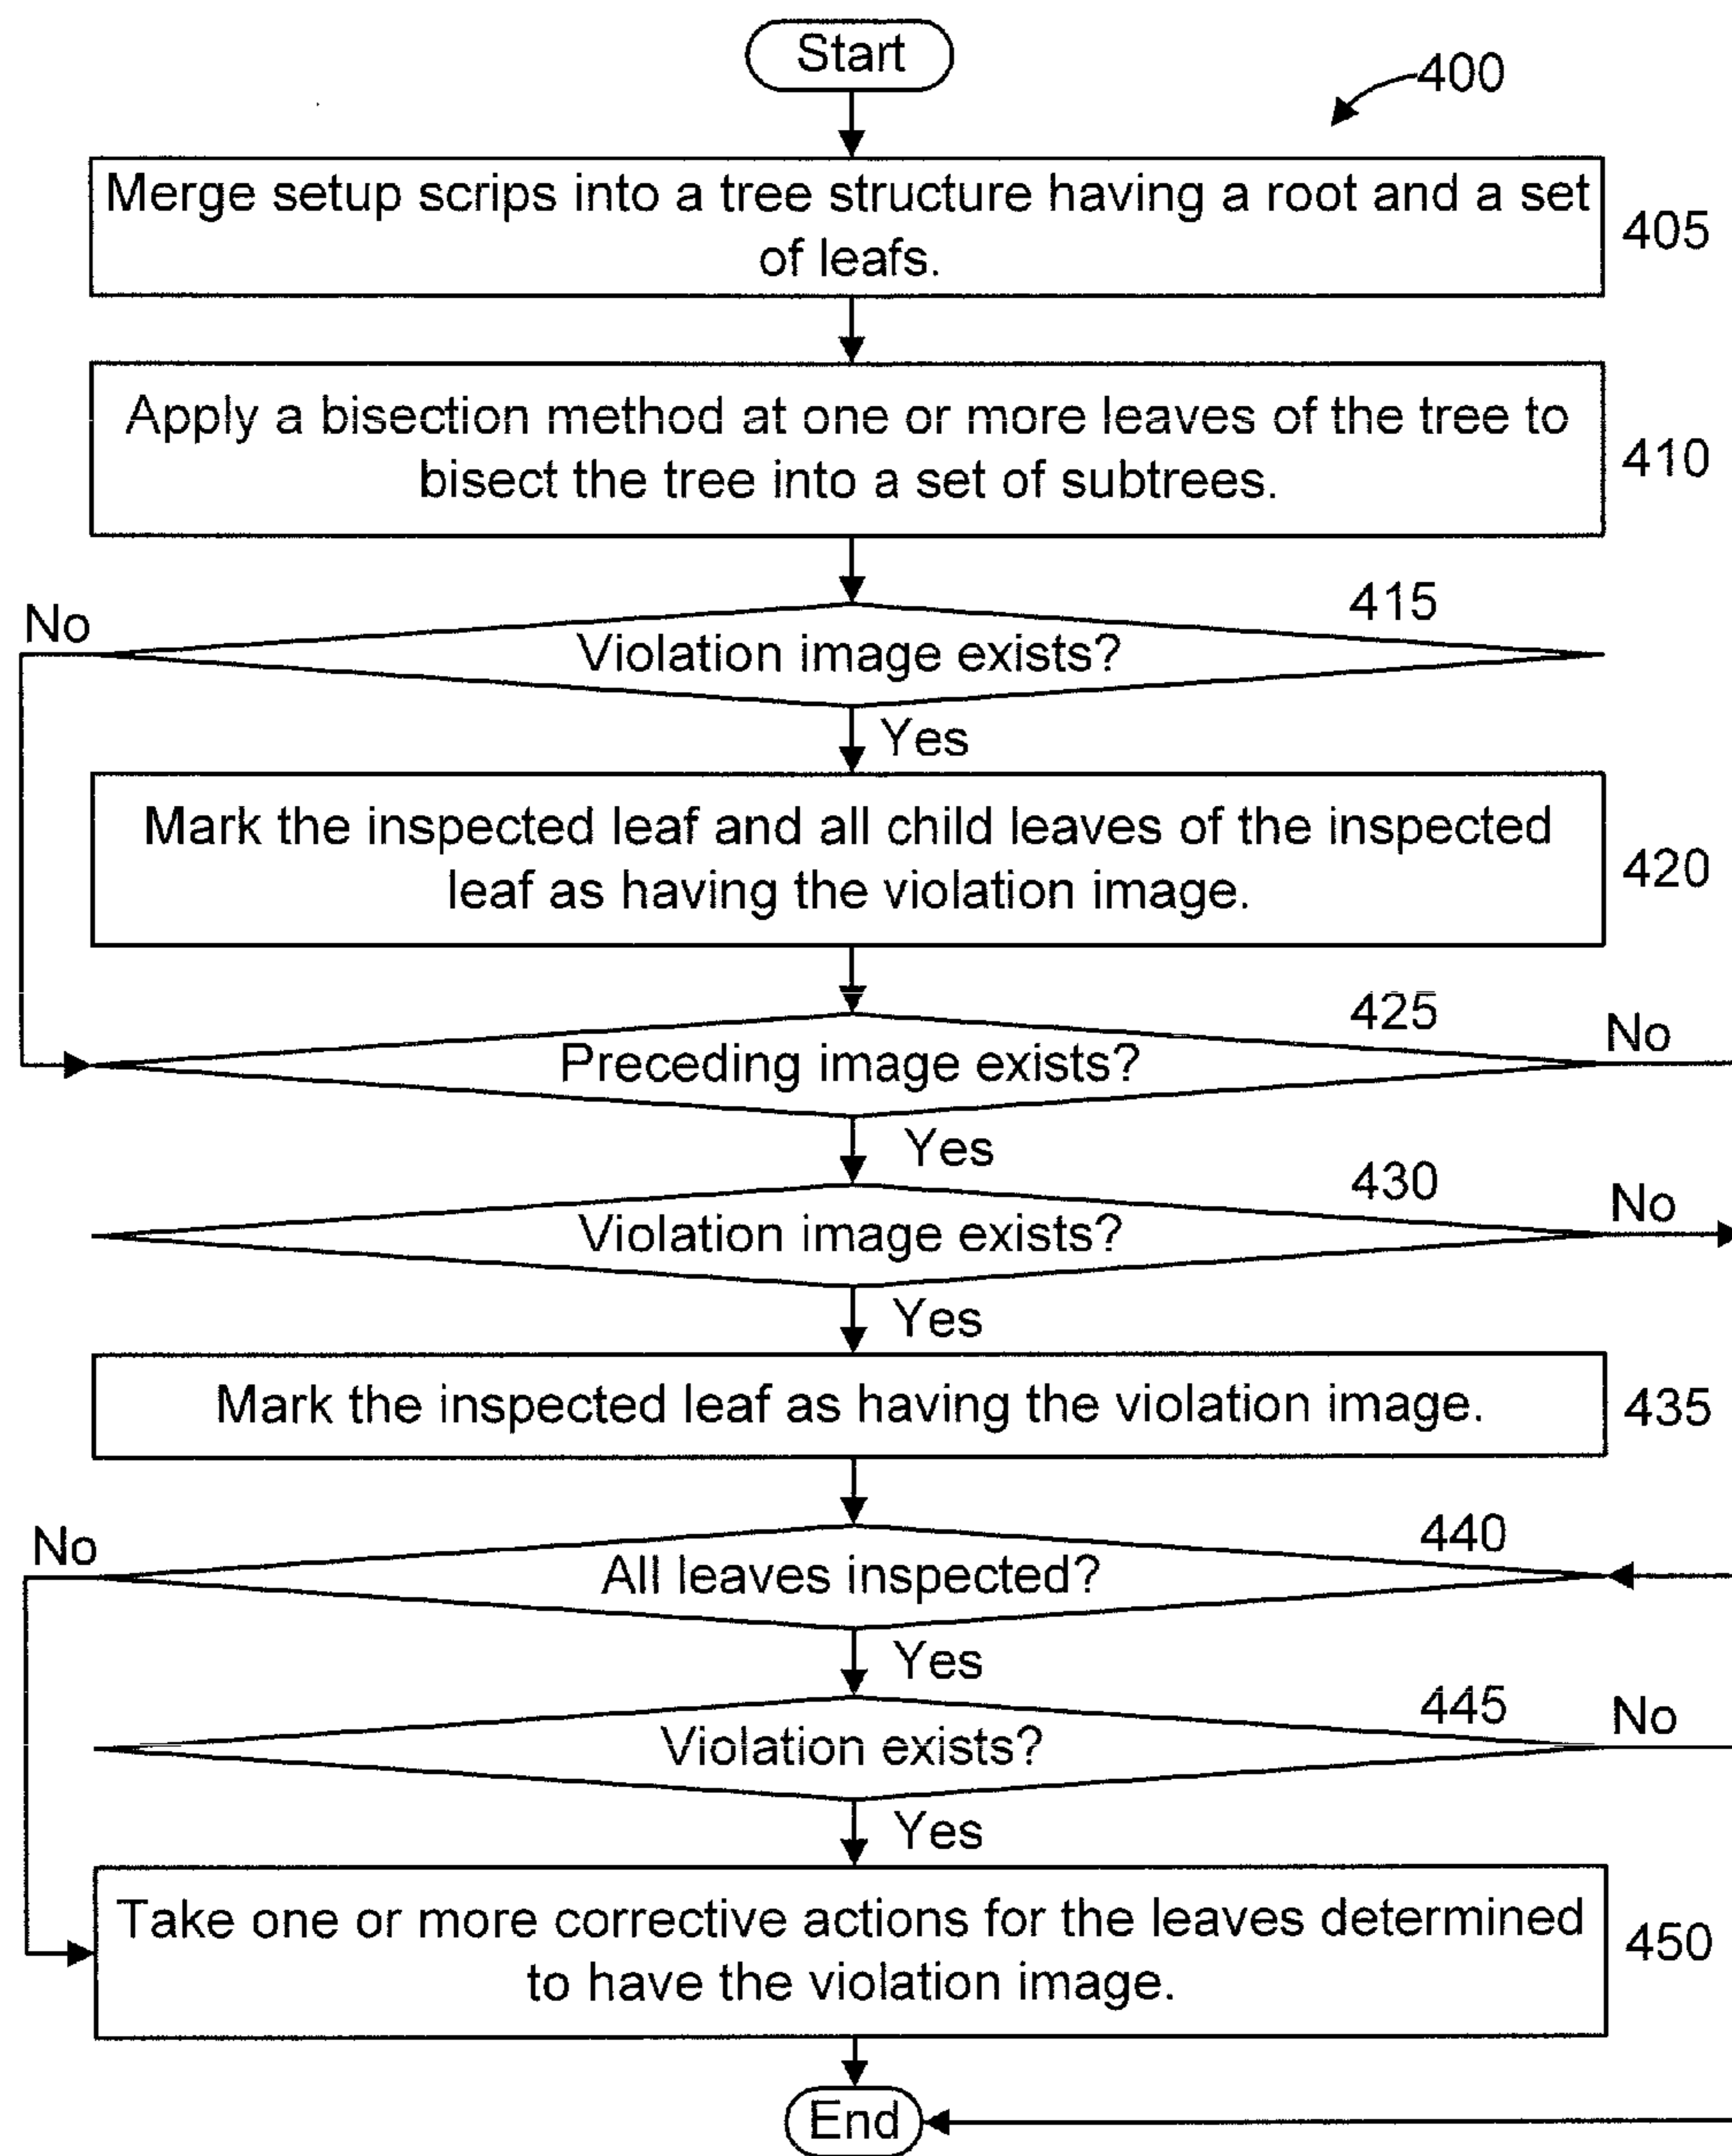 Start
400
Merge setup scrips into a tree structure having a root and a set
of leafs.
405
Apply a bisection method at one or more leaves of the tree to
bisect the tree into a set of subtrees.
410
415
No
Violation image exists?
Yes
Mark the inspected leaf and all child leaves of the inspected
leaf as having the violation image.
420
425
No
Preceding image exists?
Yes
430
No
Violation image exists?
Yes
Mark the inspected leaf as having the violation image.
435
No
440
All leaves inspected?
Yes
445
No
Violation exists?
Yes
Take one or more corrective actions for the leaves determined
to have the violation image.
450
End